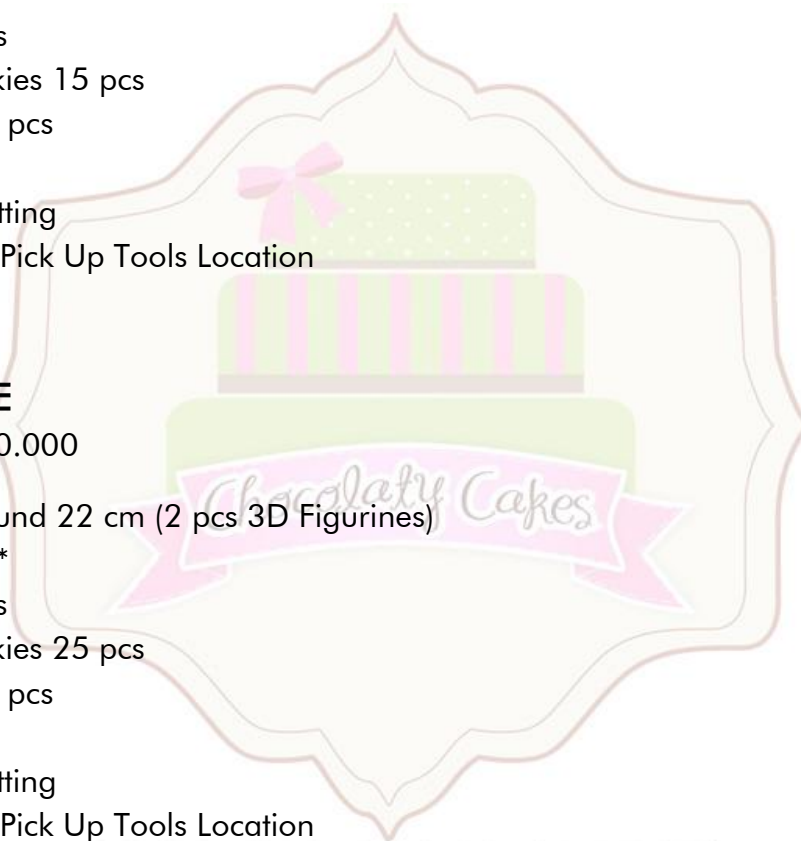 s
kies 15 pcs
pcs
tting
Pick Up Tools Location
E
0.000
Chocolaty Cakes
und 22 cm (2 pcs 3D Figurines)
*
s
kies 25 pcs
pcs
tting
Pick Up Tools Location